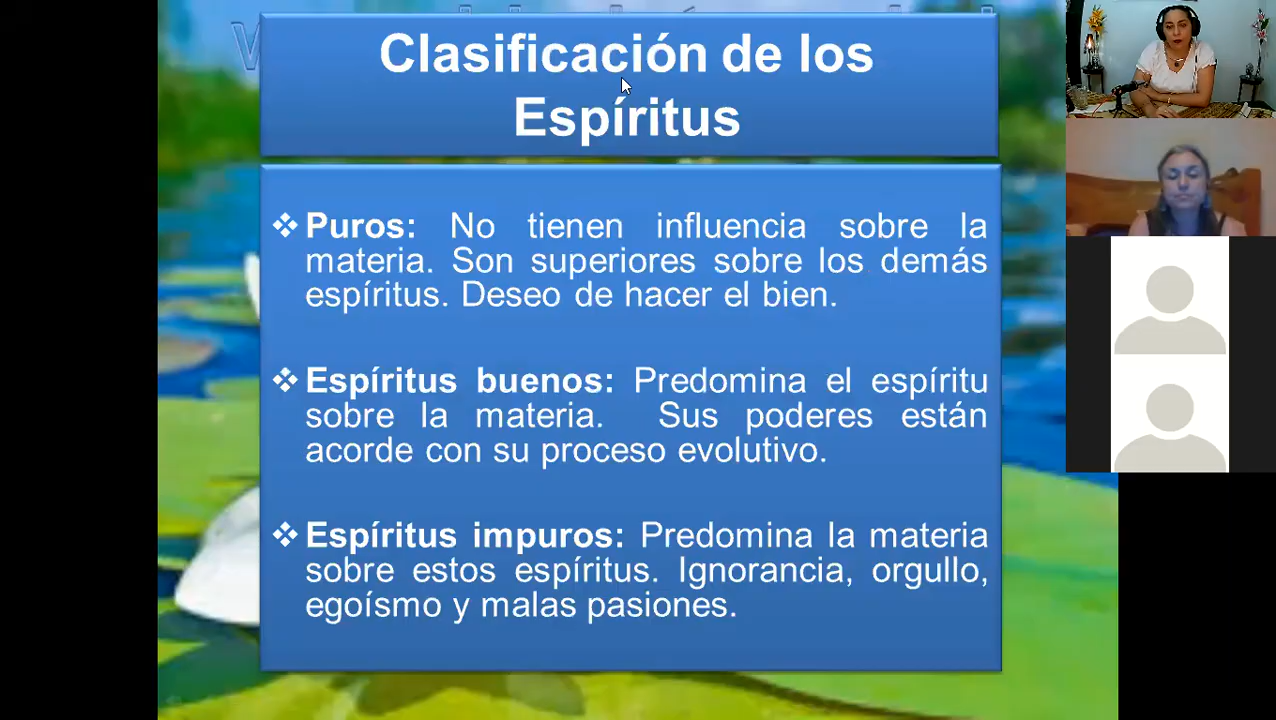 Clasificación de los
Espíritus
❖ Puros: No tienen influencia sobre la
materia. Son superiores sobre los demás
espíritus. Deseo de hacer el bien.
❖ Espíritus buenos: Predomina el espíritu
sobre la materia. Sus poderes están
acorde con su proceso evolutivo.
❖ Espíritus impuros: Predomina la materia
sobre estos espíritus. Ignorancia, orgullo,
egoísmo y malas pasiones.